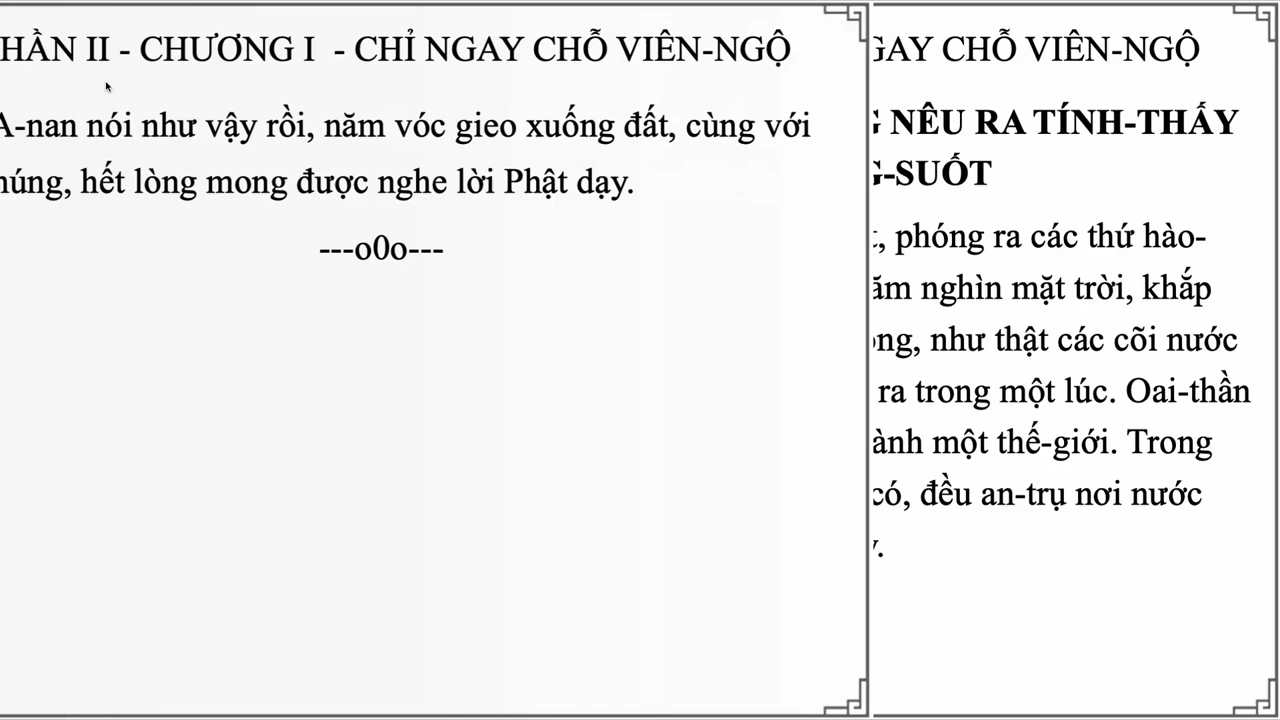 HẦN II - CHƯƠNG I - CHỈ NGAY CHỖ VIÊN-NGỘ
A-nan nói như vậy rồi, năm vóc gieo xuống đất, cùng với
húng, hết lòng mong được nghe lời Phật dạy.
---o0o---
GAY CHỖ VIÊN-NGỘ
G NÊU RA TÍNH-THẤY
G-SUỐT
t, phóng ra các thứ hào-
ăm nghìn mặt trời, khắp
ong, như thật các cõi nước
ra trong một lúc. Oai-thần
ành một thế-giới. Trong
có, đều an-trụ nơi nước
y.